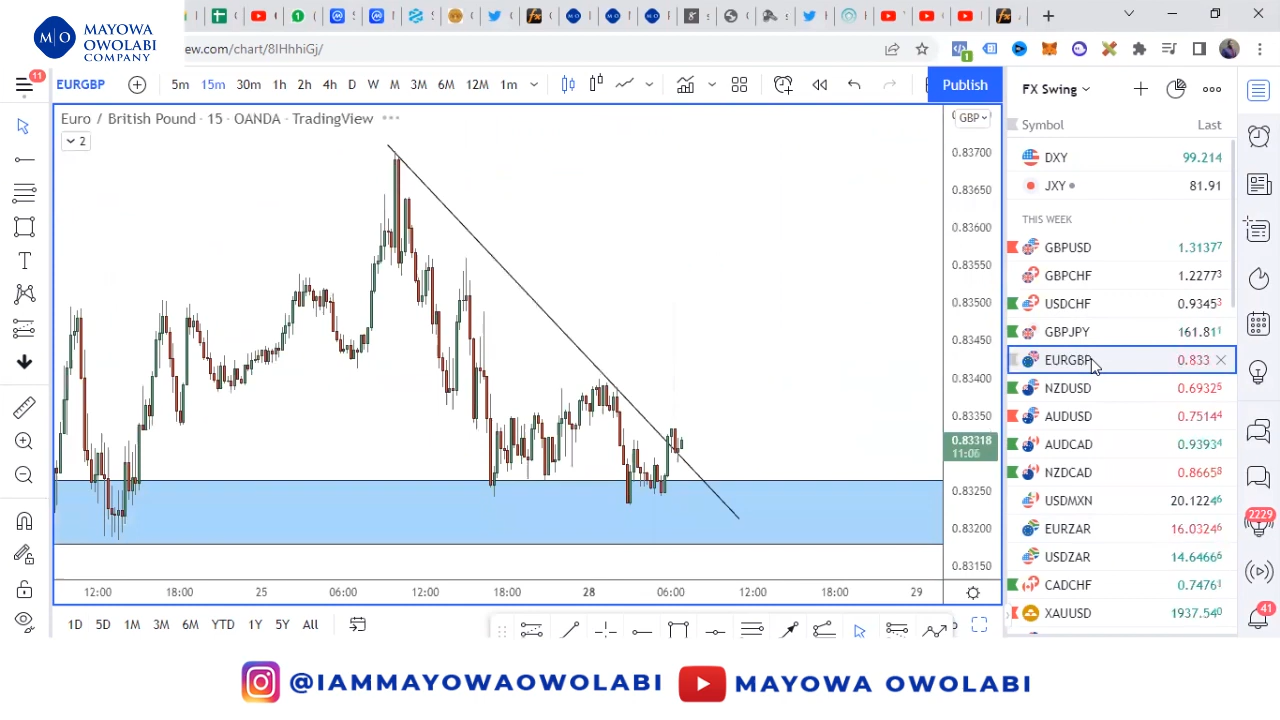 MAYOWA
OWOLABI
COMPANY
view.com/chart/8IHhhiGj/
11
EURGBP
5m 15m 30m 1h 2h 4h D W M 3M 6M 12M 1m
Publish
Euro / British Pound · 15 · OANDA · TradingView
2
GBP
0.83700
0.83650
0.83600
0.83550
0.83500
0.83450
0.83400
0.83350
0.83318
11:06
0.83250
0.83200
0.83150
12:00 18:00 25 06:00 12:00 18:00 28 06:00 12:00 18:00 29
1D 5D 1M 3M 6M YTD 1Y 5Y All
FX Swing
Symbol Last
DXY 99.214
JXY 81.91
THIS WEEK
GBPUSD 1.31377
GBPCHF 1.22773
USDCHF 0.93453
GBPJPY 161.811
EURGBP 0.833
NZDUSD 0.69325
AUDUSD 0.75144
AUDCAD 0.93934
NZDCAD 0.86658
USDMXN 20.12246
EURZAR 16.03246
USDZAR 14.64666
CADCHF 0.74761
XAUUSD 1937.540
2229
41
@IAMMAYOWAOWOLABI MAYOWA OWOLABI